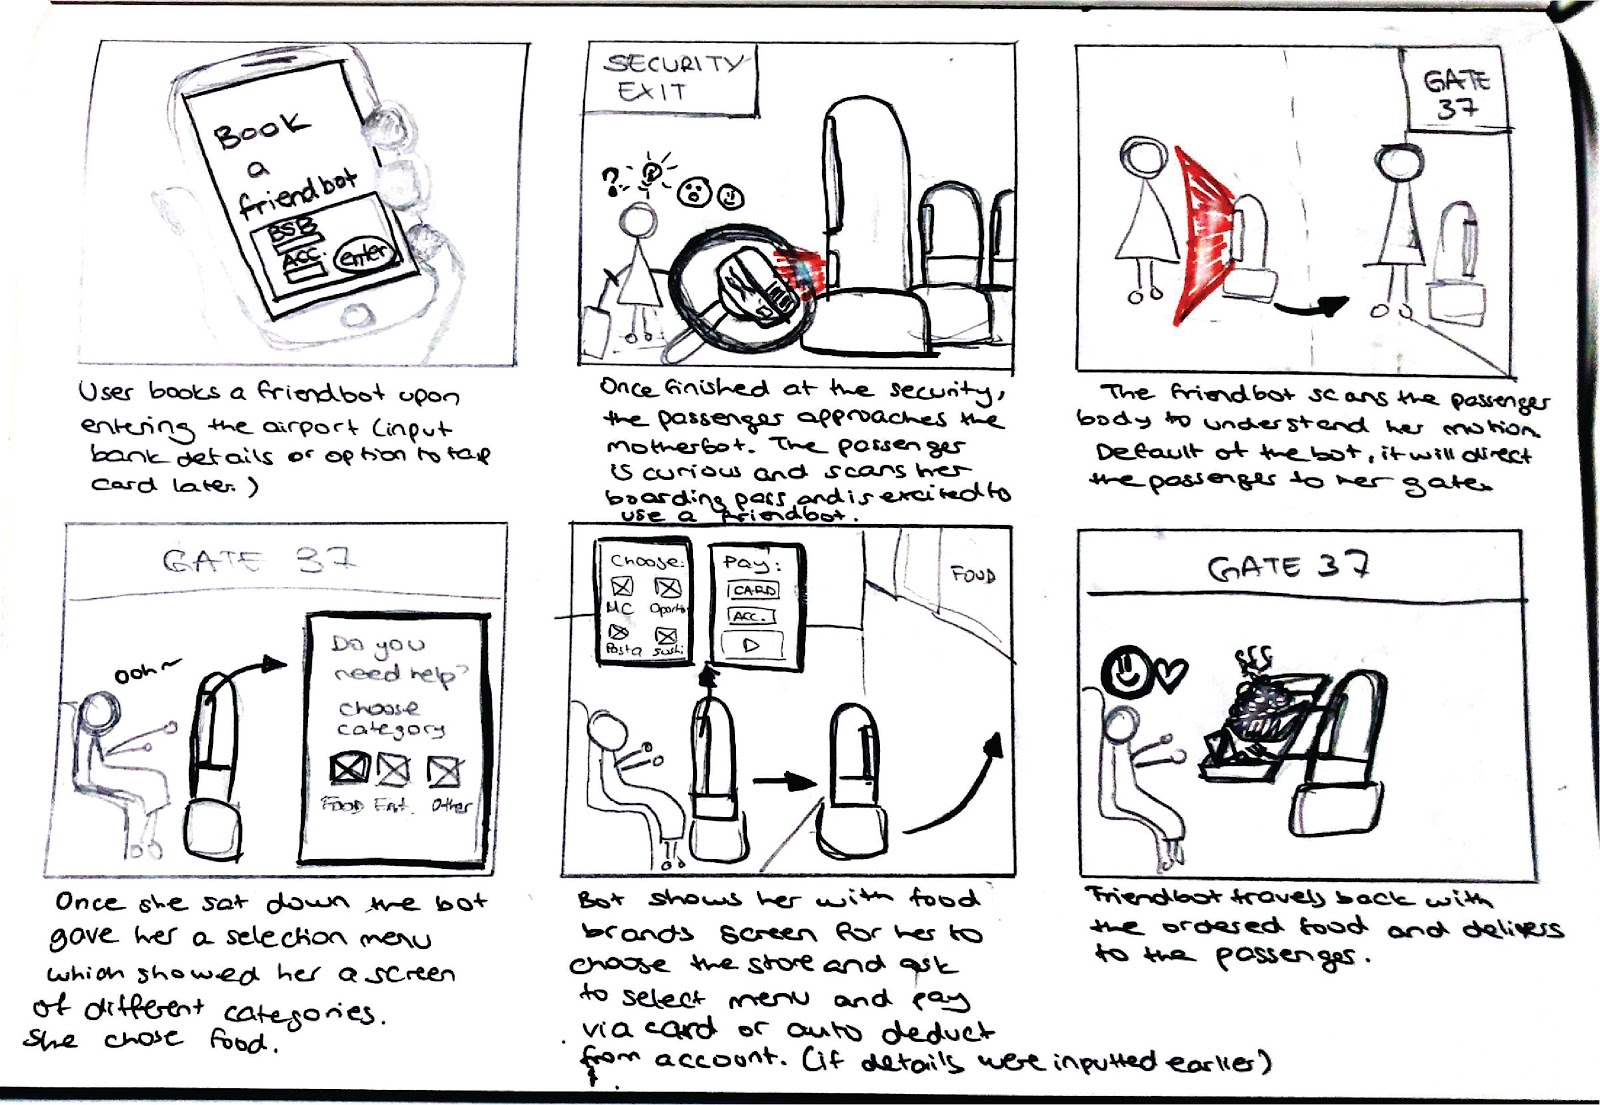 Book
a
friendbot
BSB
ACC.
enter
User books a friendbot upon
entering the airport (input
bank details or option to tap
card later.)
SECURITY
EXIT
?
Once finished at the security,
the passenger approaches the
motherbot. The passenger
is curious and scans her
boarding pass and is excited to
use a friendbot.
GATE
37
The friendbot scans the passenger
body to understand her motion.
Default of the bot, it will direct
the passenger to her gate.
GATE 37
ooh~
Do you
need help?
choose
category
FOOD Ent. Other
Once she sat down the bot
gave her a selection menu
which showed her a screen
of different categories.
She chose food.
Choose:
MC Oporto
Pasta Sushi
Pay:
CARD
ACC.
FOOD
Bot shows her with food
brands screen for her to
choose the store and ask
to select menu and pay
via card or auto deduct
from account. (if details were inputted earlier)
GATE 37
SSS
Friendbot travels back with
the ordered food and delivers
to the passenger.